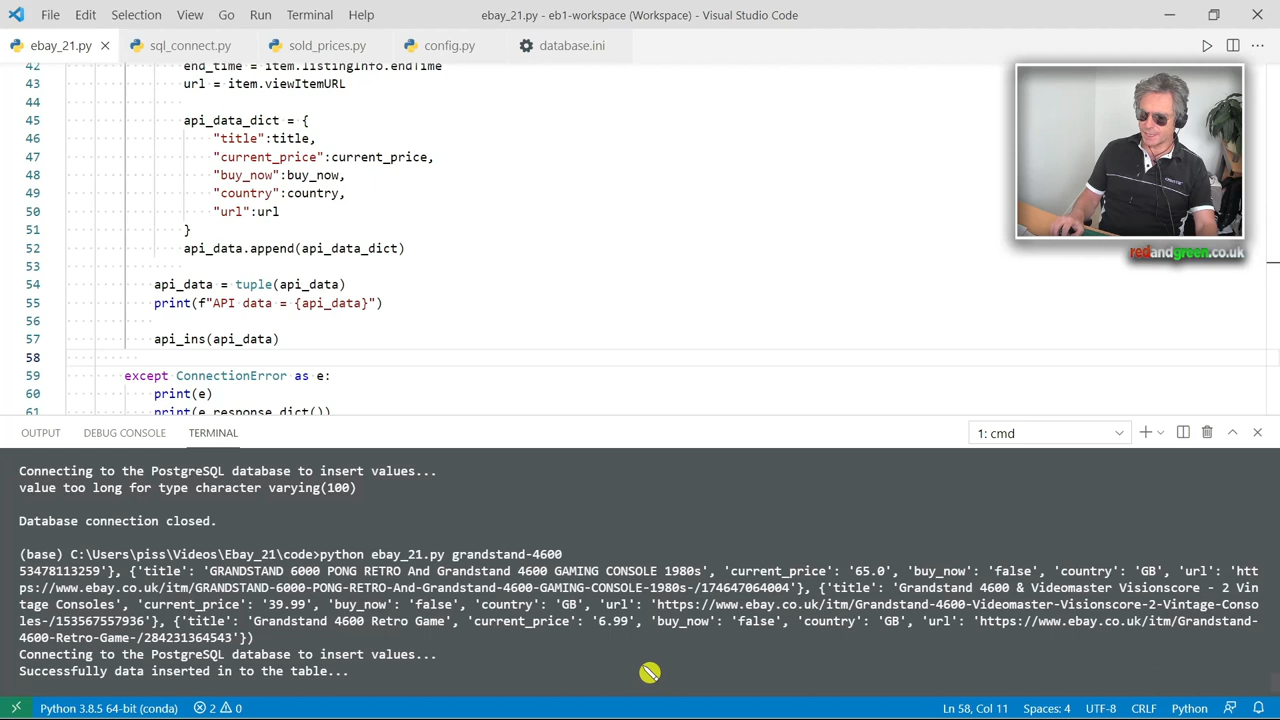 File Edit Selection View Go Run Terminal Help ebay_21.py - eb1-workspace (Workspace) - Visual Studio Code
ebay_21.py sql_connect.py sold_prices.py config.py database.ini
42 end_time = item.listingInfo.endTime
43 url = item.viewItemURL
44
45 api_data_dict = {
46 "title":title,
47 "current_price":current_price,
48 "buy_now":buy_now,
49 "country":country,
50 "url":url
51 }
52 api_data.append(api_data_dict)
53
54 api_data = tuple(api_data)
55 print(f"API data = {api_data}")
56
57 api_ins(api_data)
58
59 except ConnectionError as e:
60 print(e)
61 print(e.response.dict())
redandgreen.co.uk
OUTPUT DEBUG CONSOLE TERMINAL 1: cmd
Connecting to the PostgreSQL database to insert values...
value too long for type character varying(100)
Database connection closed.
(base) C:\Users\piss\Videos\Ebay_21\code>python ebay_21.py grandstand-4600
53478113259'}, {'title': 'GRANDSTAND 6000 PONG RETRO And Grandstand 4600 GAMING CONSOLE 1980s', 'current_price': '65.0', 'buy_now': 'false', 'country': 'GB', 'url': 'htt
ps://www.ebay.co.uk/itm/GRANDSTAND-6000-PONG-RETRO-And-Grandstand-4600-GAMING-CONSOLE-1980s-/174647064004'}, {'title': 'Grandstand 4600 & Videomaster Visionscore - 2 Vin
tage Consoles', 'current_price': '39.99', 'buy_now': 'false', 'country': 'GB', 'url': 'https://www.ebay.co.uk/itm/Grandstand-4600-Videomaster-Visionscore-2-Vintage-Conso
les-/153567557936'}, {'title': 'Grandstand 4600 Retro Game', 'current_price': '6.99', 'buy_now': 'false', 'country': 'GB', 'url': 'https://www.ebay.co.uk/itm/Grandstand-
4600-Retro-Game-/284231364543'})
Connecting to the PostgreSQL database to insert values...
Successfully data inserted in to the table...
Python 3.8.5 64-bit (conda) 2 0 Ln 58, Col 11 Spaces: 4 UTF-8 CRLF Python